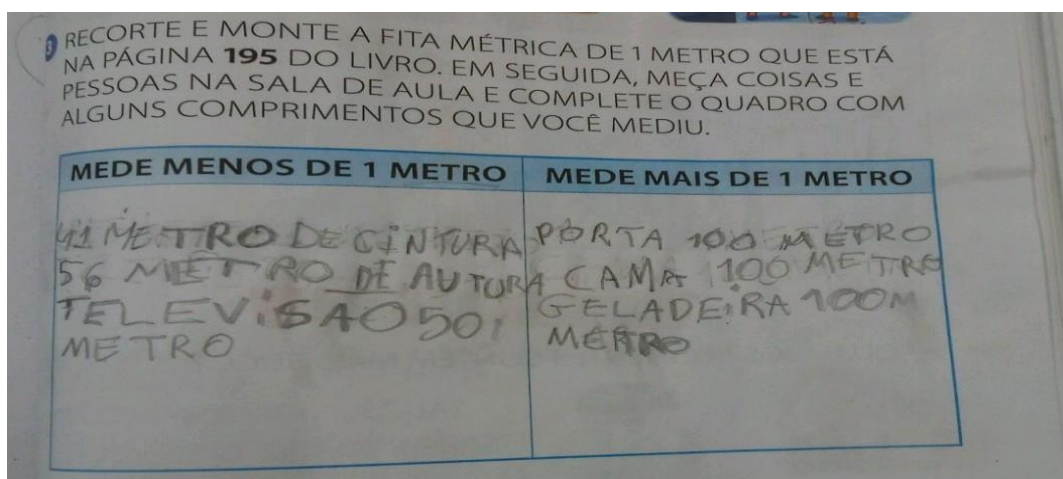 3 RECORTE E MONTE A FITA MÉTRICA DE 1 METRO QUE ESTÁ
NA PÁGINA 195 DO LIVRO. EM SEGUIDA, MEÇA COISAS E
PESSOAS NA SALA DE AULA E COMPLETE O QUADRO COM
ALGUNS COMPRIMENTOS QUE VOCÊ MEDIU.
MEDE MENOS DE 1 METRO
41 METRO DE CINTURA
56 METRO DE AUTURA
TELEVISAO 50
METRO
MEDE MAIS DE 1 METRO
PORTA 100 METRO
CAMA 100 METRO
GELADEIRA 100